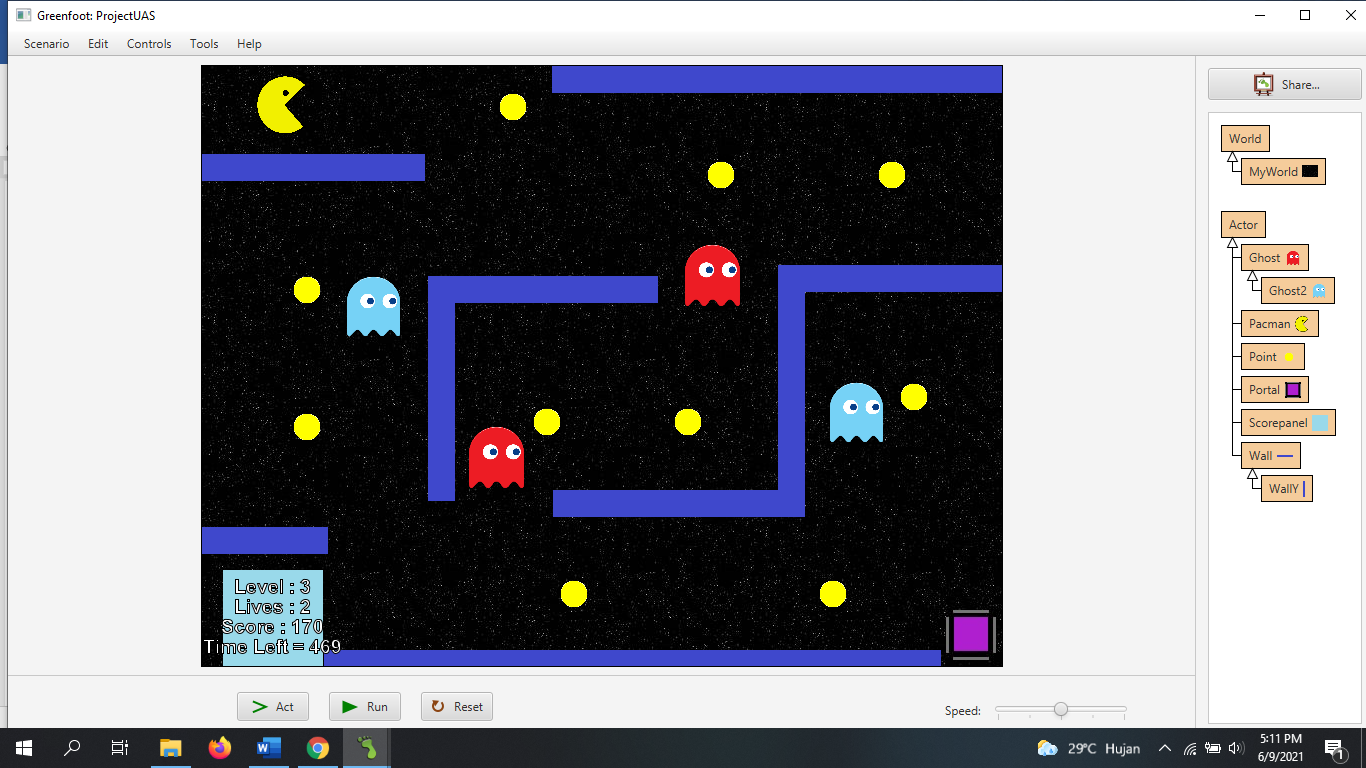 Greenfoot: ProjectUAS
Scenario Edit Controls Tools Help
Share...
World
MyWorld
Actor
Ghost
Ghost2
Pacman
Point
Portal
Scorepanel
Wall
WallY
Level : 3
Lives : 2
Score : 170
Time Left = 469
Act Run Reset Speed:
29°C Hujan
5:11 PM
6/9/2021
1